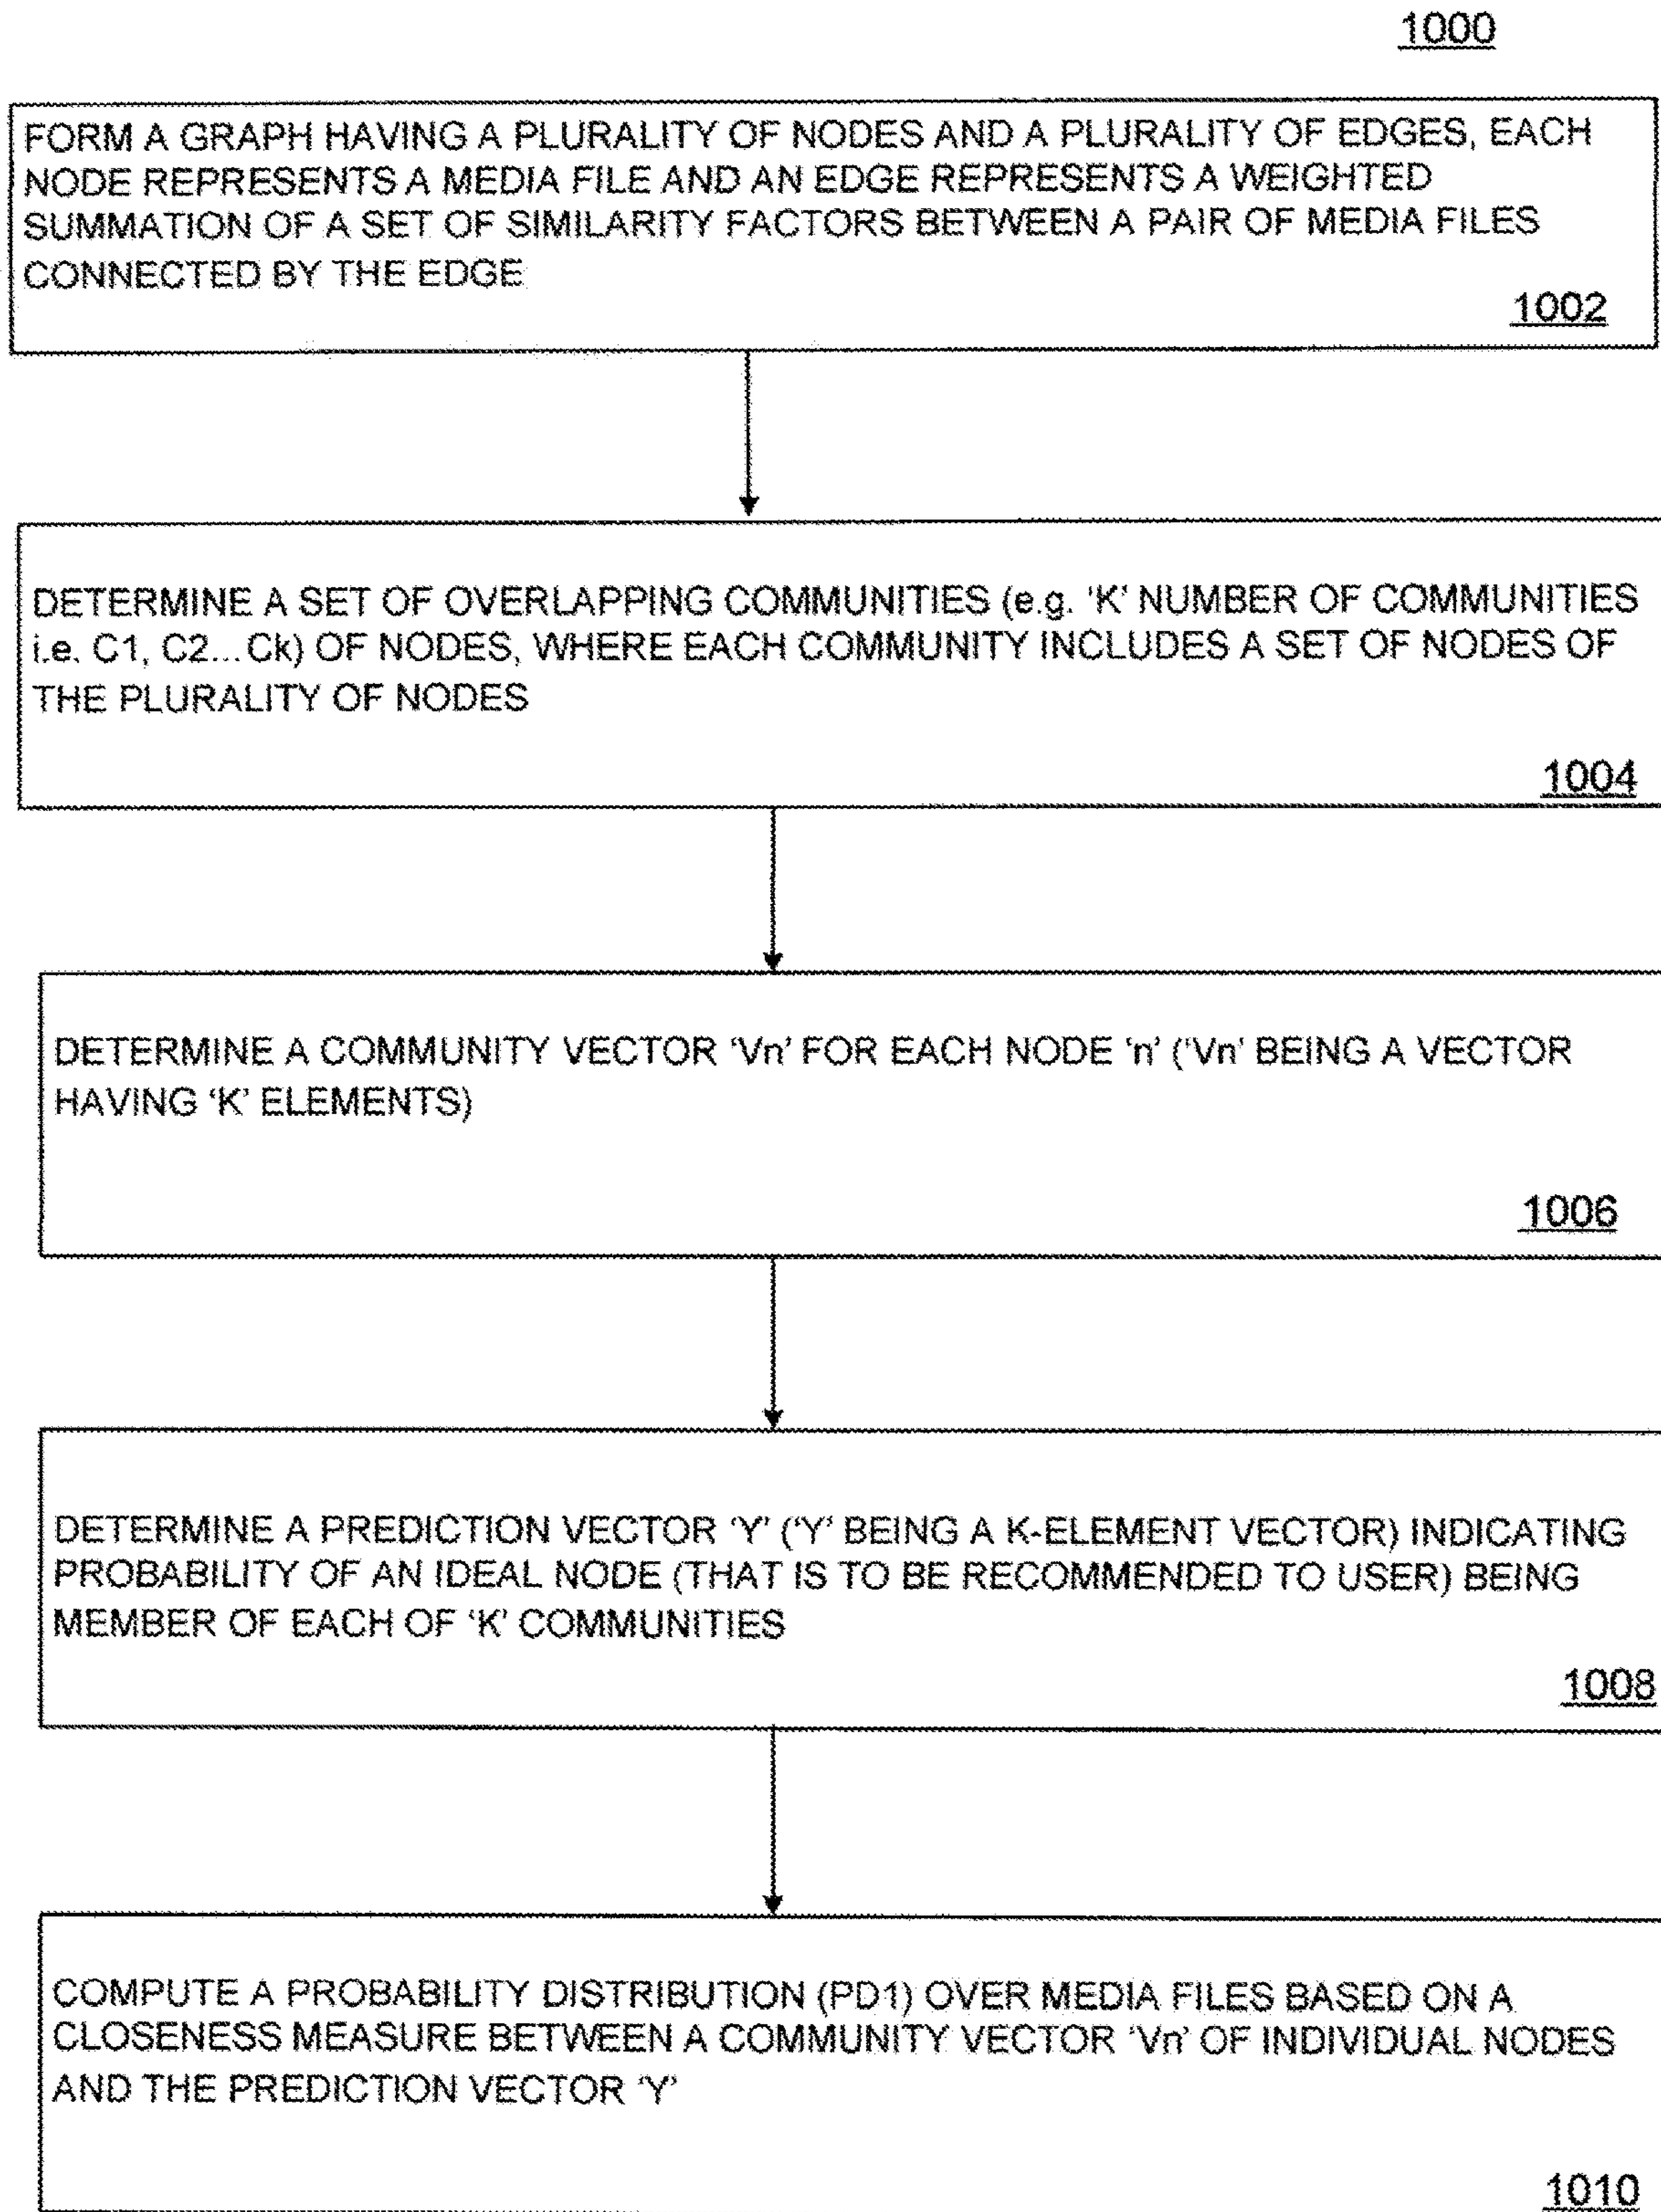 1000
FORM A GRAPH HAVING A PLURALITY OF NODES AND A PLURALITY OF EDGES, EACH
NODE REPRESENTS A MEDIA FILE AND AN EDGE REPRESENTS A WEIGHTED
SUMMATION OF A SET OF SIMILARITY FACTORS BETWEEN A PAIR OF MEDIA FILES
CONNECTED BY THE EDGE
1002
DETERMINE A SET OF OVERLAPPING COMMUNITIES (e.g. ‘K’ NUMBER OF COMMUNITIES
i.e. C1, C2... Ck) OF NODES, WHERE EACH COMMUNITY INCLUDES A SET OF NODES OF
THE PLURALITY OF NODES
1004
DETERMINE A COMMUNITY VECTOR ‘Vn’ FOR EACH NODE ‘n’ (‘Vn’ BEING A VECTOR
HAVING ‘K’ ELEMENTS)
1006
DETERMINE A PREDICTION VECTOR ‘Y’ (‘Y’ BEING A K-ELEMENT VECTOR) INDICATING
PROBABILITY OF AN IDEAL NODE (THAT IS TO BE RECOMMENDED TO USER) BEING
MEMBER OF EACH OF ‘K’ COMMUNITIES
1008
COMPUTE A PROBABILITY DISTRIBUTION (PD1) OVER MEDIA FILES BASED ON A
CLOSENESS MEASURE BETWEEN A COMMUNITY VECTOR ‘Vn’ OF INDIVIDUAL NODES
AND THE PREDICTION VECTOR ‘Y’
1010